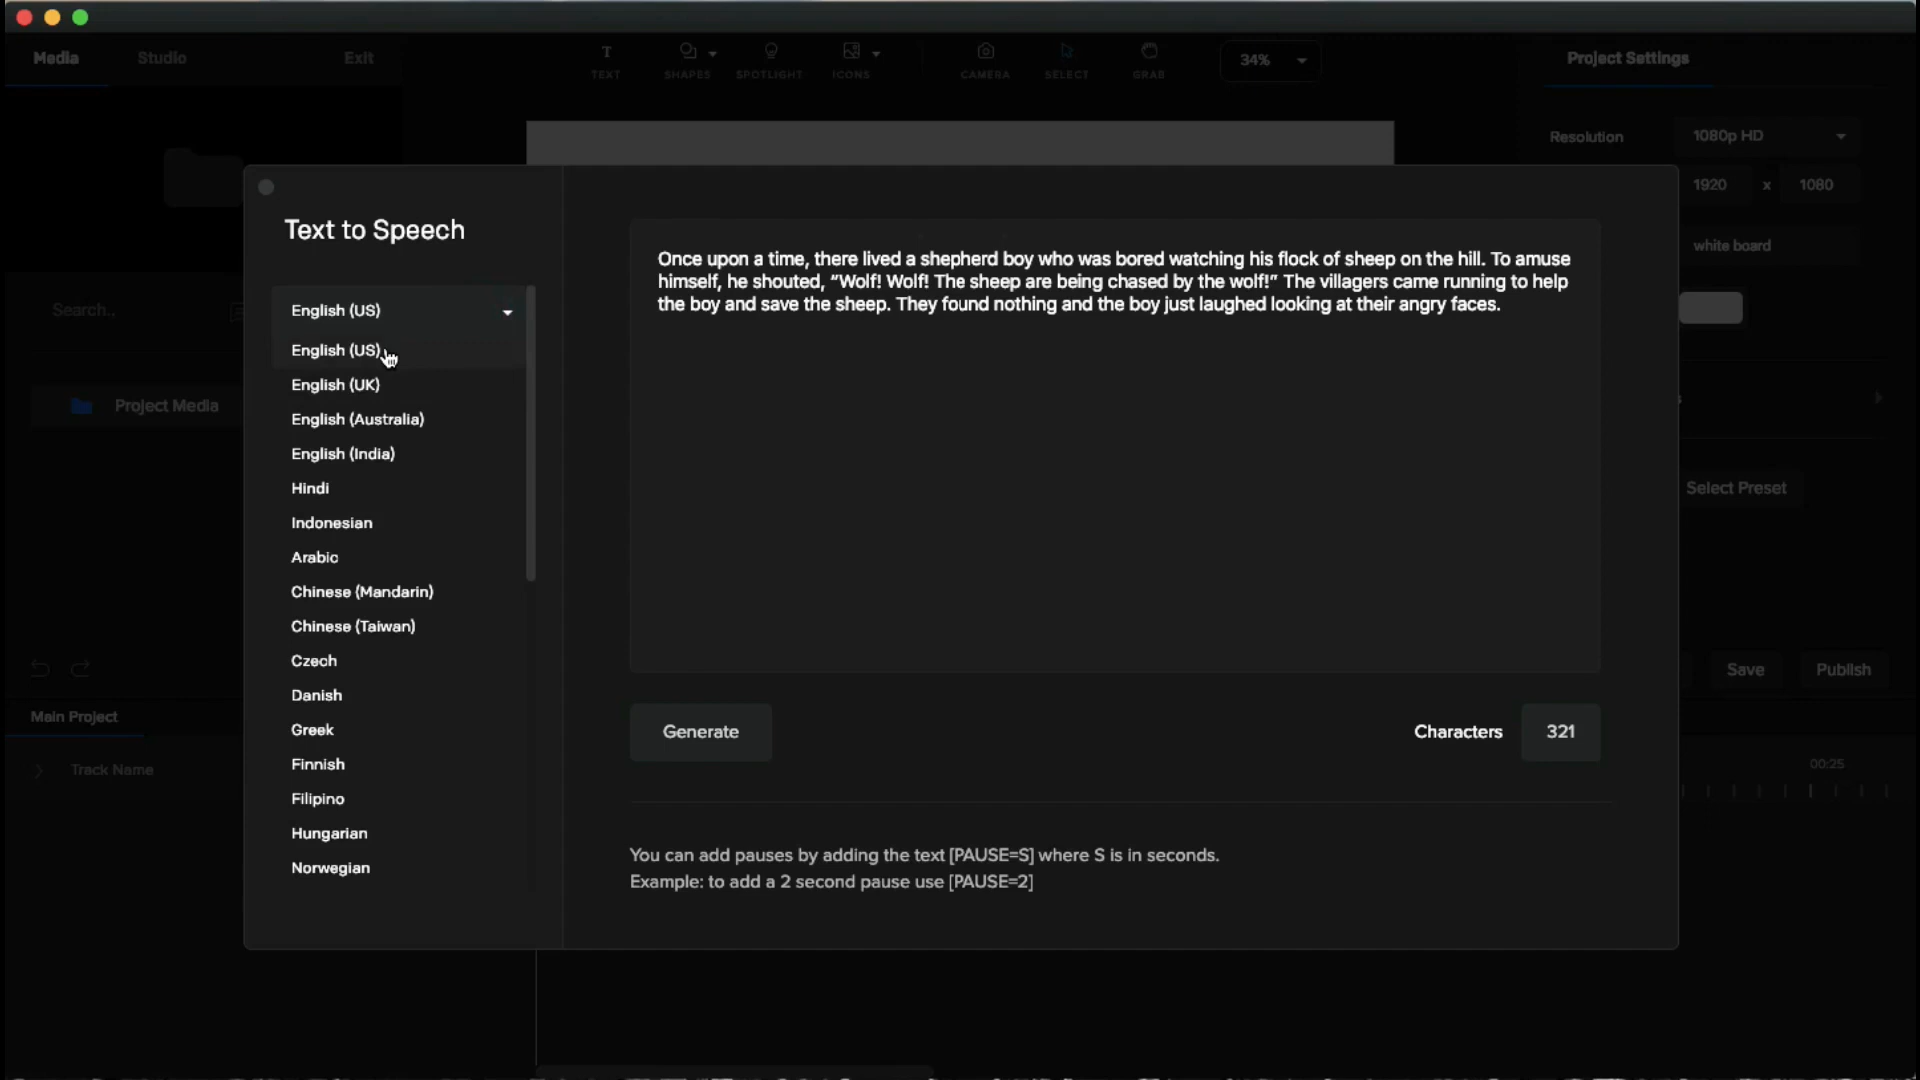 Media
Studio
Exit
TEXT
SHAPES
SPOTLIGHT
ICONS
CAMERA
SELECT
GRAB
34%
Project Settings
Resolution
1080p HD
1920 x 1080
white board
Search..
Project Media
Select Preset
Save
Publish
Main Project
Track Name
00:25
Text to Speech
English (US)
English (US)
English (UK)
English (Australia)
English (India)
Hindi
Indonesian
Arabic
Chinese (Mandarin)
Chinese (Taiwan)
Czech
Danish
Greek
Finnish
Filipino
Hungarian
Norwegian
Once upon a time, there lived a shepherd boy who was bored watching his flock of sheep on the hill. To amuse
himself, he shouted, “Wolf! Wolf! The sheep are being chased by the wolf!” The villagers came running to help
the boy and save the sheep. They found nothing and the boy just laughed looking at their angry faces.
Generate
Characters
321
You can add pauses by adding the text [PAUSE=S] where S is in seconds.
Example: to add a 2 second pause use [PAUSE=2]